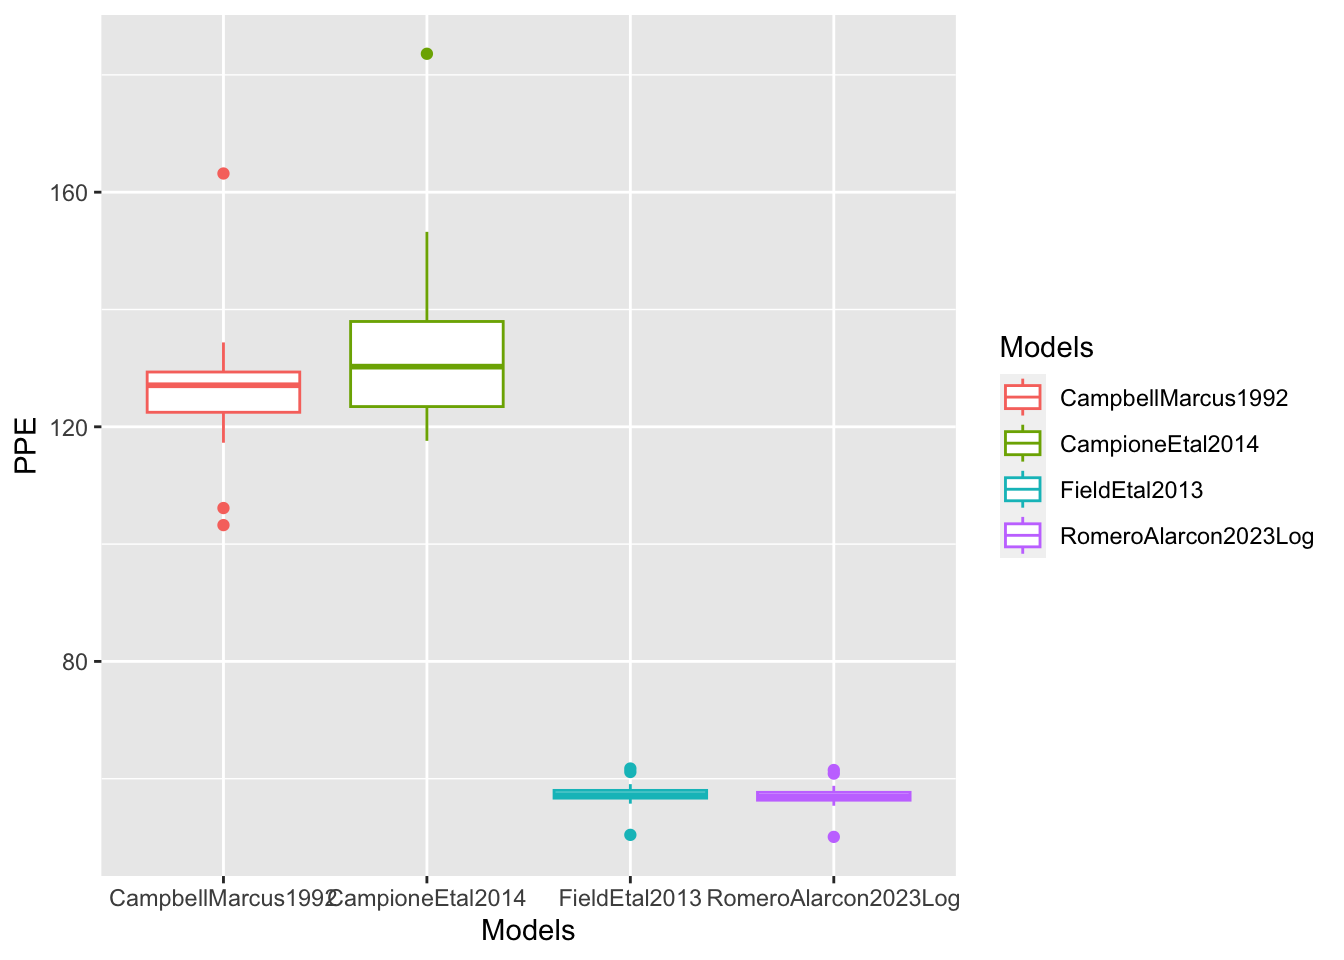 PPE
160
120
80
CampbellMarcus1992
CampioneEtal2014
FieldEtal2013
RomeroAlarcon2023Log
Models
Models
CampbellMarcus1992
CampioneEtal2014
FieldEtal2013
RomeroAlarcon2023Log